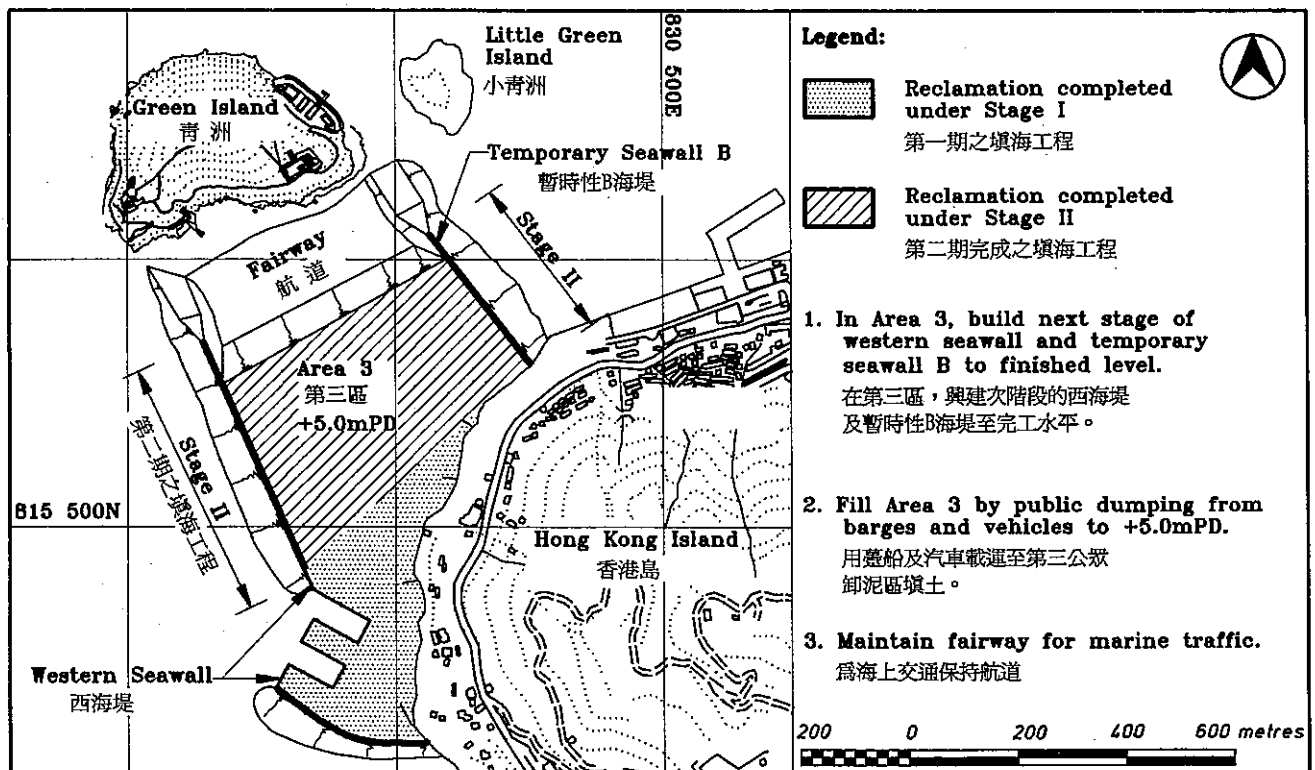 Little Green
Island
小青洲
830 500E
Green Island
青洲
Temporary Seawall B
暫時性B海堤
Stage II
Fairway
航道
Area 3
第三區
+5.0mPD
Stage II
第二期之填海工程
815 500N
Hong Kong Island
香港島
Western Seawall
西海堤
Legend:
Reclamation completed
under Stage I
第一期之填海工程
Reclamation completed
under Stage II
第二期完成之填海工程
1. In Area 3, build next stage of
western seawall and temporary
seawall B to finished level.
在第三區，興建次階段的西海堤
及暫時性B海堤至完工水平。
2. Fill Area 3 by public dumping from
barges and vehicles to +5.0mPD.
用躉船及汽車載運至第三公眾
卸泥區填土。
3. Maintain fairway for marine traffic.
爲海上交通保持航道
200 0 200 400 600 metres